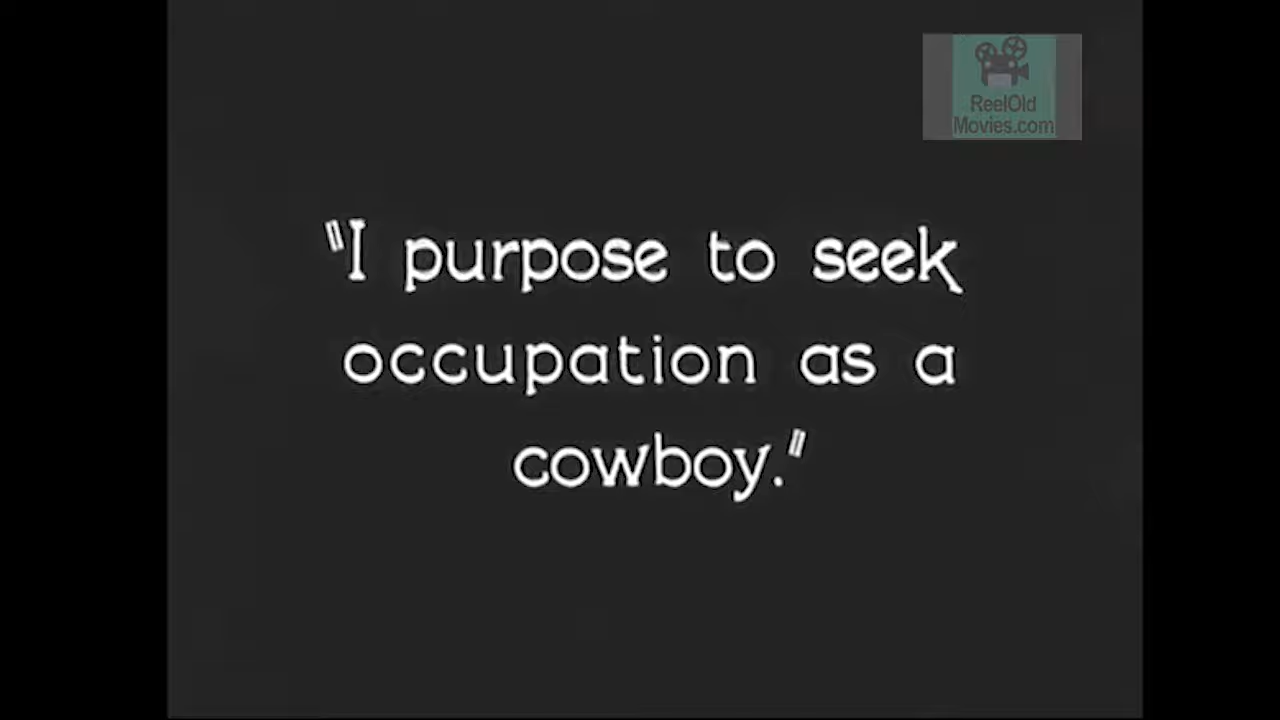 ReelOld
Movies.com
"I purpose to seek
occupation as a
cowboy."